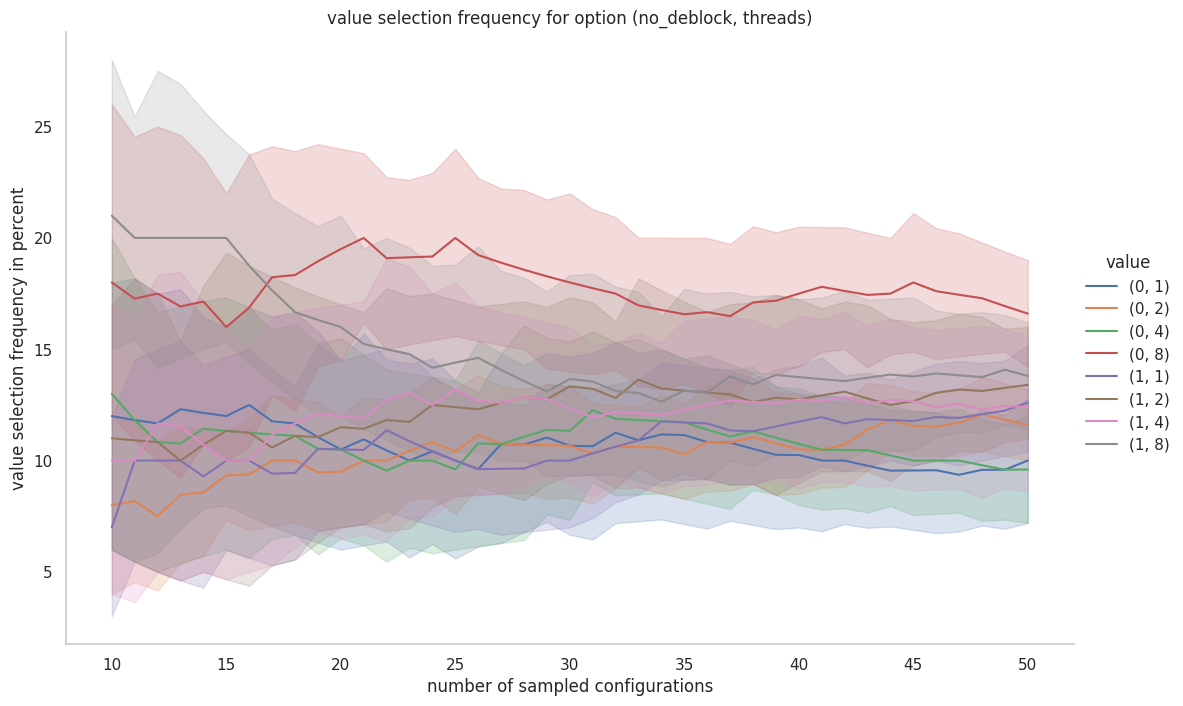 value selection frequency for option (no_deblock, threads)
value selection frequency in percent
25
20
15
10
5
10 15 20 25 30 35 40 45 50
number of sampled configurations
value
(0, 1)
(0, 2)
(0, 4)
(0, 8)
(1, 1)
(1, 2)
(1, 4)
(1, 8)